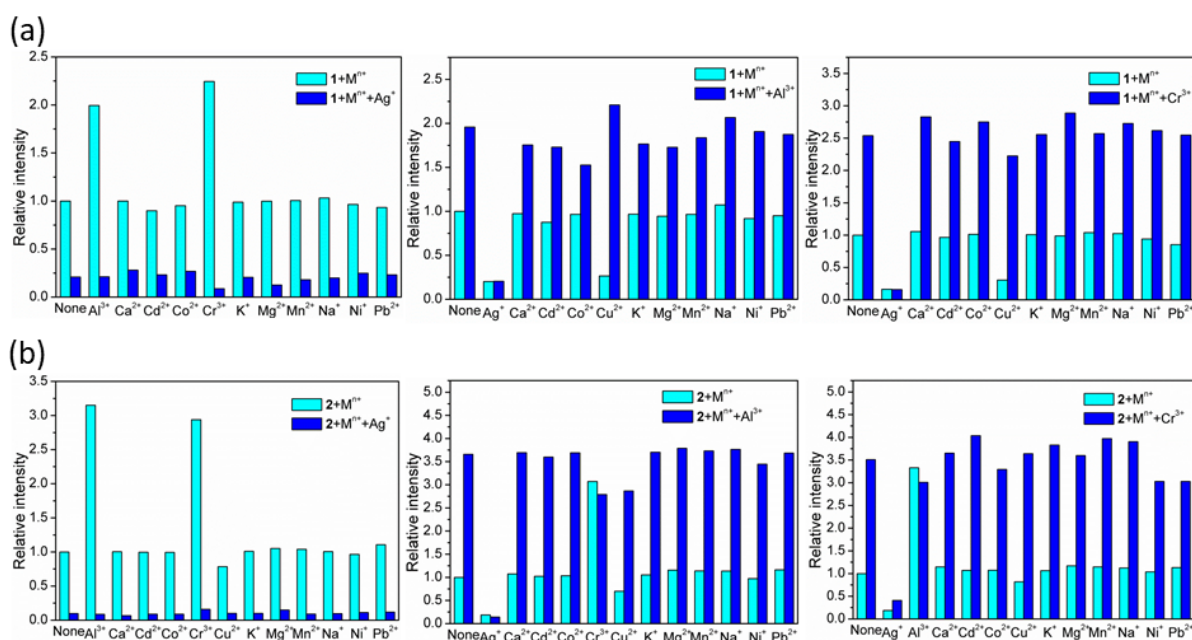 (a)
2.5
2.0
1.5
1.0
0.5
0.0
Relative intensity
1+Mⁿ⁺
1+Mⁿ⁺+Ag⁺
None Al³⁺ Ca²⁺ Cd²⁺ Co²⁺ Cr³⁺ K⁺ Mg²⁺ Mn²⁺ Na⁺ Ni⁺ Pb²⁺
2.5
2.0
1.5
1.0
0.5
0.0
Relative intensity
1+Mⁿ⁺
1+Mⁿ⁺+Al³⁺
None Ag⁺ Ca²⁺ Cd²⁺ Co²⁺ Cu²⁺ K⁺ Mg²⁺ Mn²⁺ Na⁺ Ni⁺ Pb²⁺
3.5
3.0
2.5
2.0
1.5
1.0
0.5
0.0
Relative intensity
1+Mⁿ⁺
1+Mⁿ⁺+Cr³⁺
None Ag⁺ Ca²⁺ Cd²⁺ Co²⁺ Cu²⁺ K⁺ Mg²⁺ Mn²⁺ Na⁺ Ni⁺ Pb²⁺
(b)
3.5
3.0
2.5
2.0
1.5
1.0
0.5
0.0
Relative intensity
2+Mⁿ⁺
2+Mⁿ⁺+Ag⁺
None Al³⁺ Ca²⁺ Cd²⁺ Co²⁺ Cr³⁺ Cu²⁺ K⁺ Mg²⁺ Mn²⁺ Na⁺ Ni⁺ Pb²⁺
5.0
4.5
4.0
3.5
3.0
2.5
2.0
1.5
1.0
0.5
0.0
Relative intensity
2+Mⁿ⁺
2+Mⁿ⁺+Al³⁺
None Ag⁺ Ca²⁺ Cd²⁺ Co²⁺ Cr³⁺ Cu²⁺ K⁺ Mg²⁺ Mn²⁺ Na⁺ Ni⁺ Pb²⁺
5.0
4.5
4.0
3.5
3.0
2.5
2.0
1.5
1.0
0.5
0.0
Relative intensity
2+Mⁿ⁺
2+Mⁿ⁺+Cr³⁺
None Ag⁺ Al³⁺ Ca²⁺ Cd²⁺ Co²⁺ Cu²⁺ K⁺ Mg²⁺ Mn²⁺ Na⁺ Ni⁺ Pb²⁺